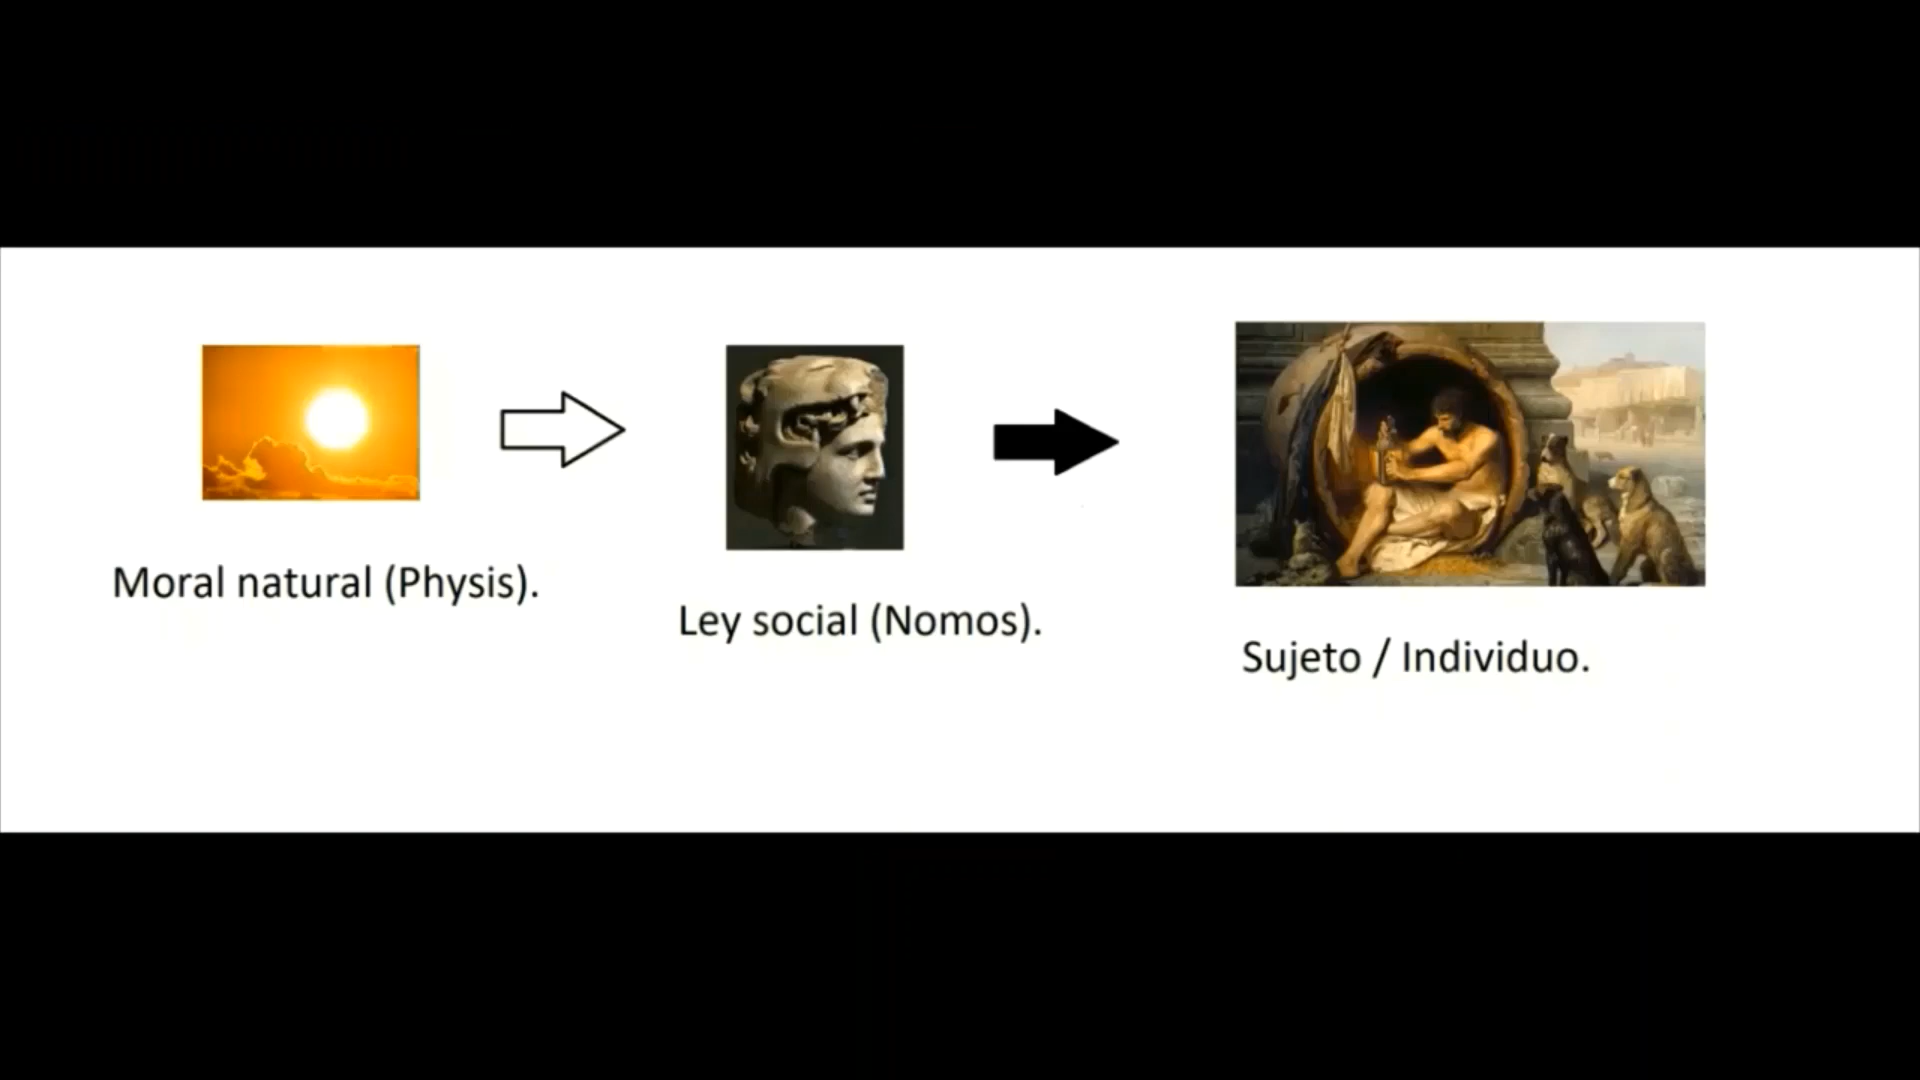 Moral natural (Physis).
Ley social (Nomos).
Sujeto / Individuo.